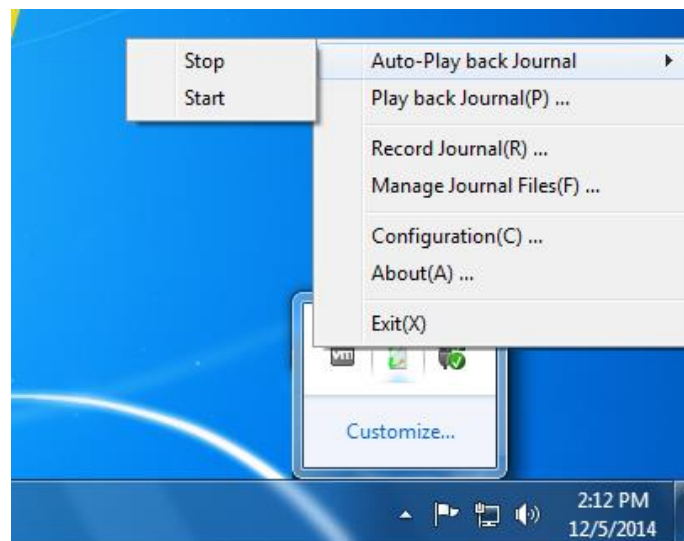 Stop
Start
Auto-Play back Journal
Play back Journal(P) ...
Record Journal(R) ...
Manage Journal Files(F) ...
Configuration(C) ...
About(A) ...
Exit(X)
vm
Customize...
2:12 PM
12/5/2014